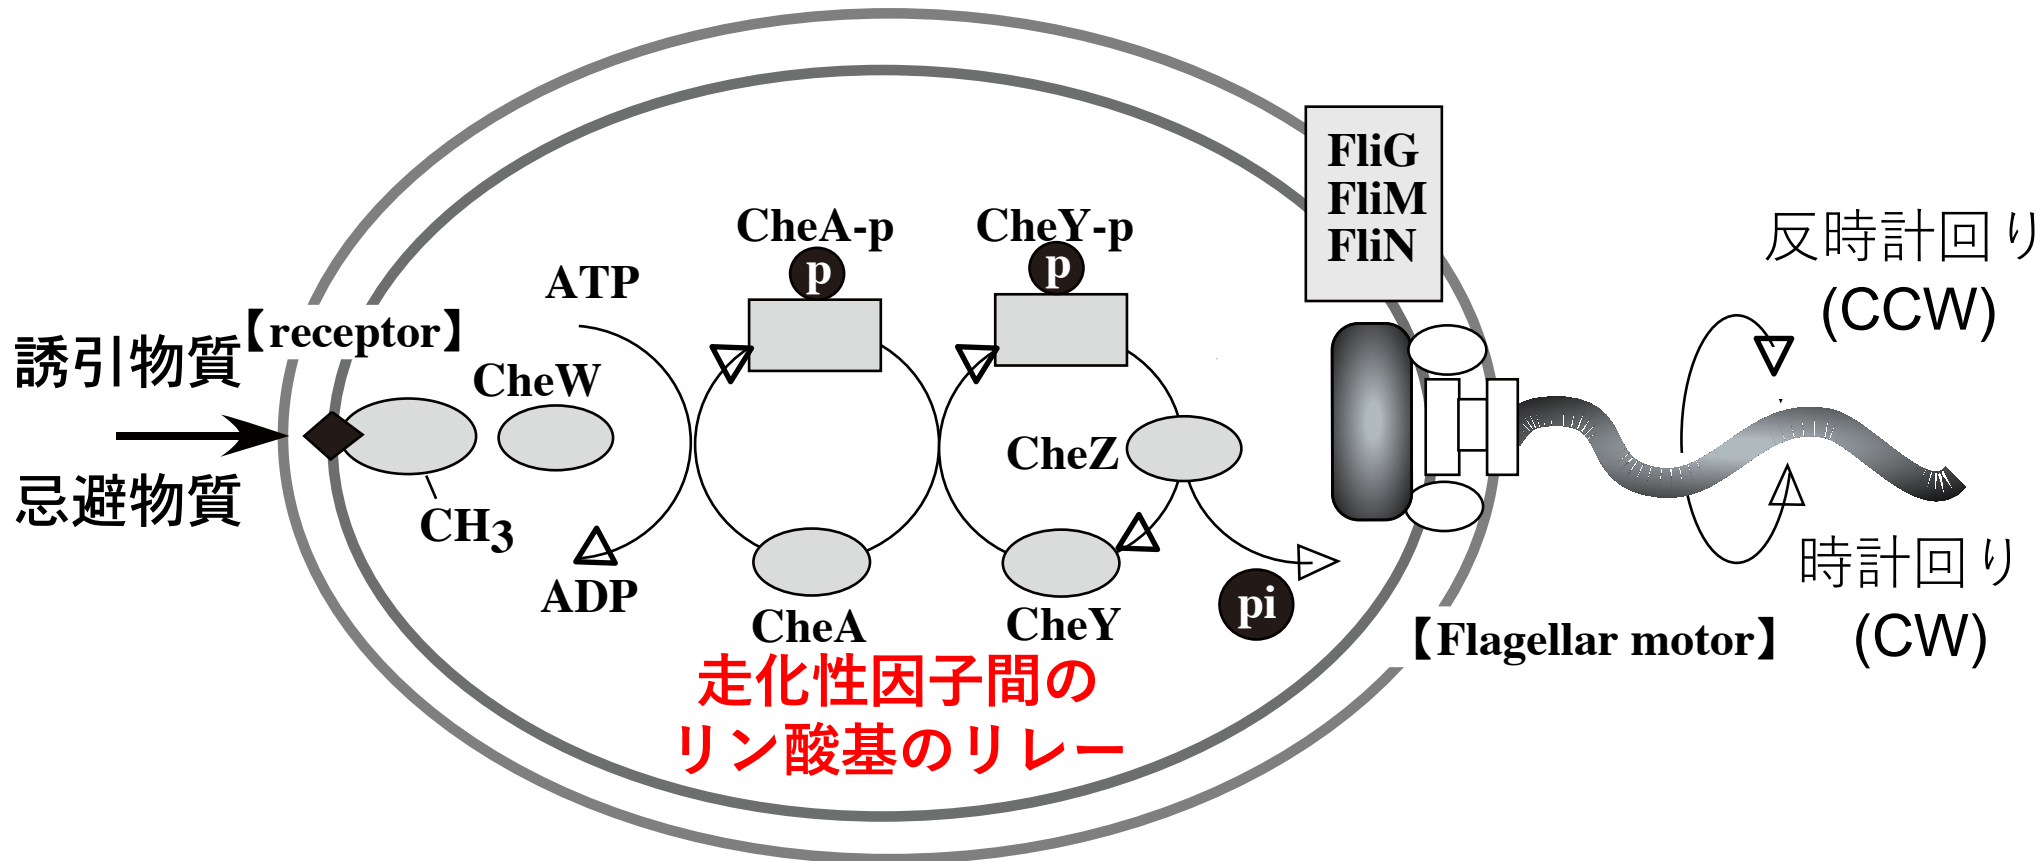 FliG
FliM
FliN
CheA-p
p
CheY-p
p
ATP
反時計回り
(CCW)
【receptor】
誘引物質
CheW
CheZ
忌避物質
CH3
ADP
CheA
CheY
pi
時計回り
(CW)
【Flagellar motor】
走化性因子間の
リン酸基のリレー